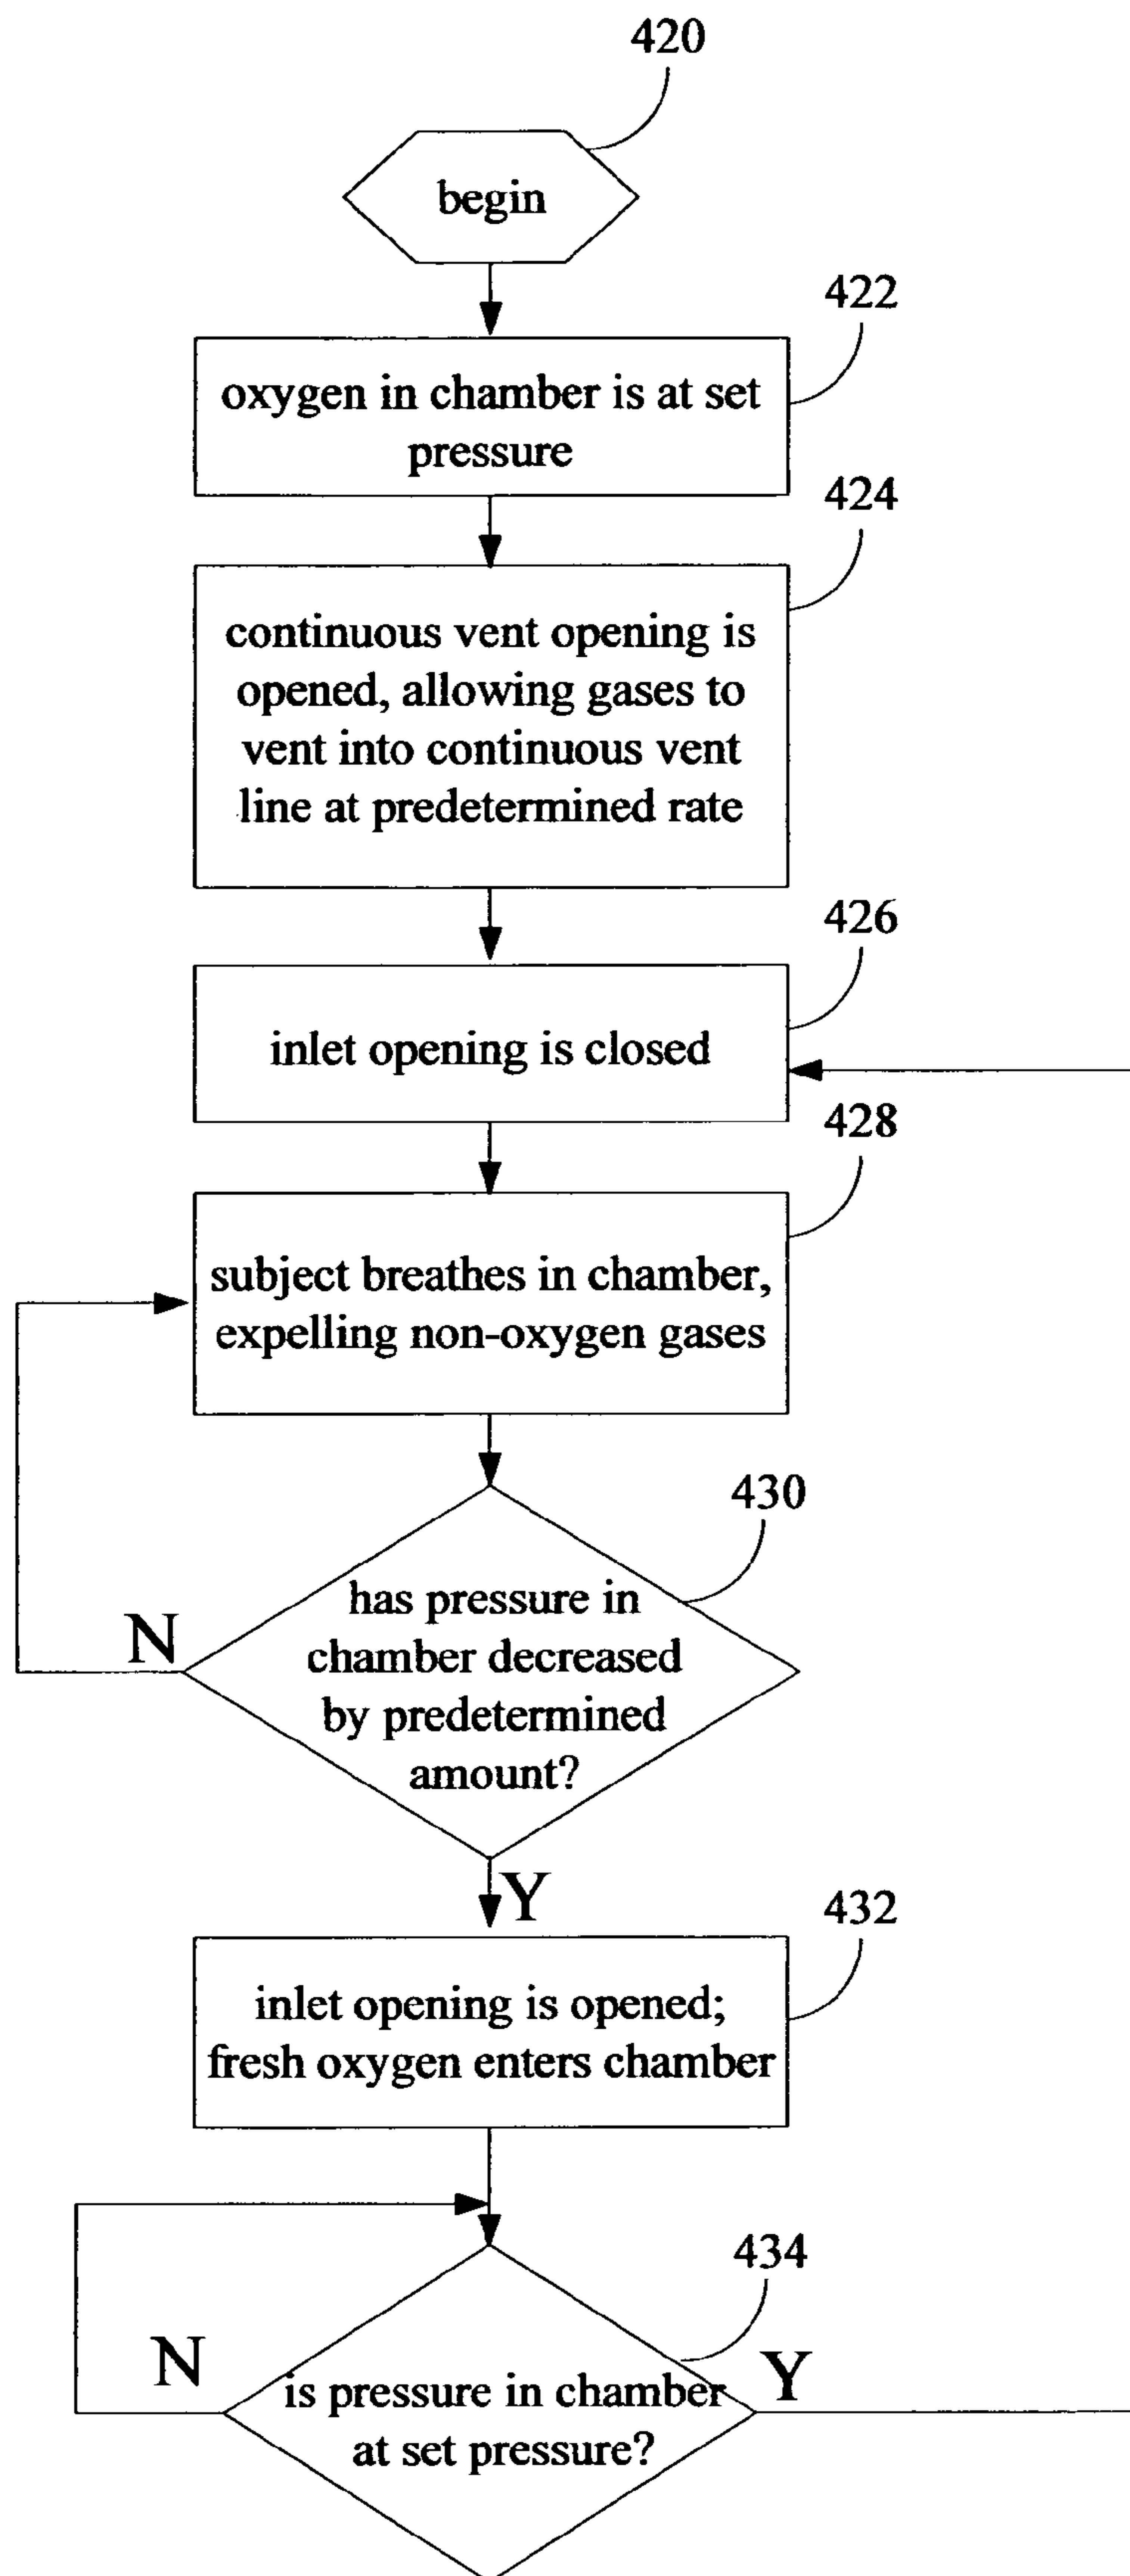 420
begin
422
oxygen in chamber is at set
pressure
424
continuous vent opening is
opened, allowing gases to
vent into continuous vent
line at predetermined rate
426
inlet opening is closed
428
subject breathes in chamber,
expelling non-oxygen gases
430
has pressure in
chamber decreased
by predetermined
amount?
N
Y
432
inlet opening is opened;
fresh oxygen enters chamber
434
N
Y
is pressure in chamber
at set pressure?